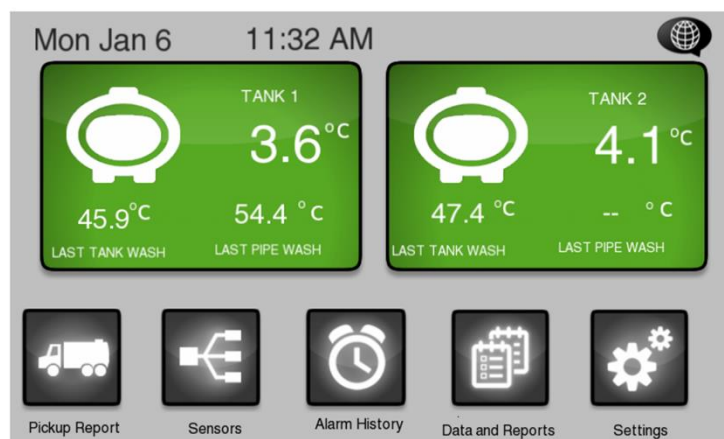 Mon Jan 6 11:32 AM
TANK 1
3.6°C
45.9°C 54.4 °C
LAST TANK WASH LAST PIPE WASH
TANK 2
4.1°C
47.4 °C -- °C
LAST TANK WASH LAST PIPE WASH
Pickup Report Sensors Alarm History Data and Reports Settings